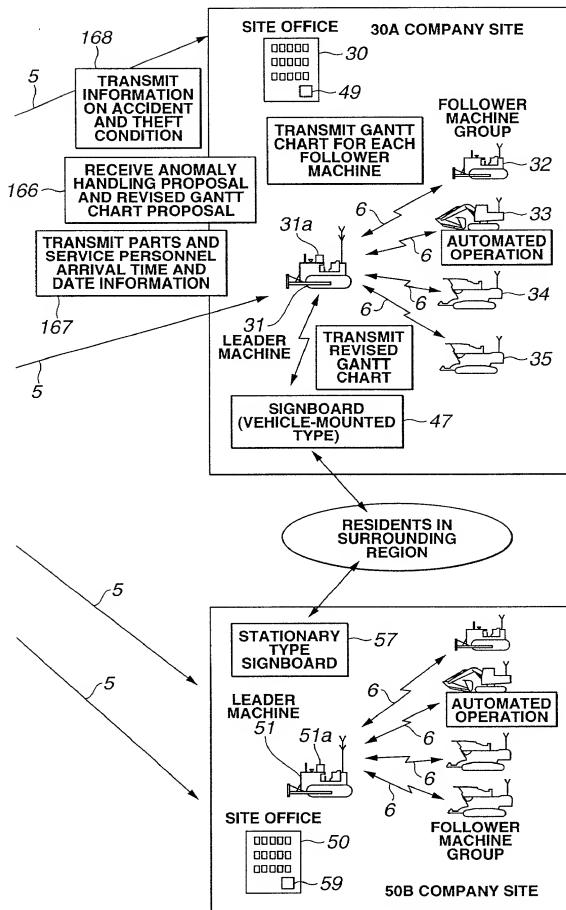 30A COMPANY SITE
SITE OFFICE
30
49
168
5
TRANSMIT
INFORMATION
ON ACCIDENT
AND THEFT
CONDITION
TRANSMIT GANTT
CHART FOR EACH
FOLLOWER
MACHINE
FOLLOWER
MACHINE
GROUP
32
166
RECEIVE ANOMALY
HANDLING PROPOSAL
AND REVISED GANTT
CHART PROPOSAL
6
33
6
AUTOMATED
OPERATION
31a
TRANSMIT PARTS AND
SERVICE PERSONNEL
ARRIVAL TIME AND
DATE INFORMATION
167
6
6
34
31
LEADER
MACHINE
5
TRANSMIT
REVISED
GANTT
CHART
35
SIGNBOARD
(VEHICLE-MOUNTED
TYPE)
47
RESIDENTS IN
SURROUNDING
REGION
5
5
STATIONARY
TYPE
SIGNBOARD
57
6
AUTOMATED
OPERATION
LEADER
MACHINE
51
51a
6
6
6
SITE OFFICE
50
59
FOLLOWER
MACHINE
GROUP
50B COMPANY SITE